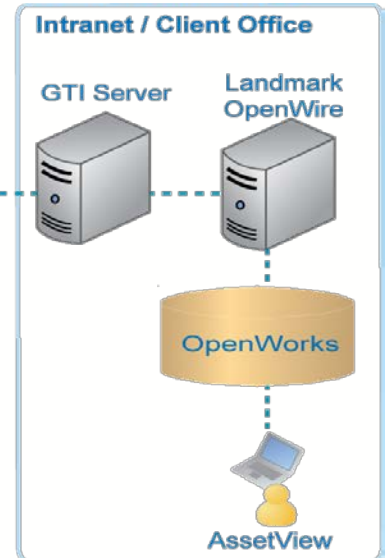 Intranet / Client Office
GTI Server
Landmark
OpenWire
OpenWorks
AssetView